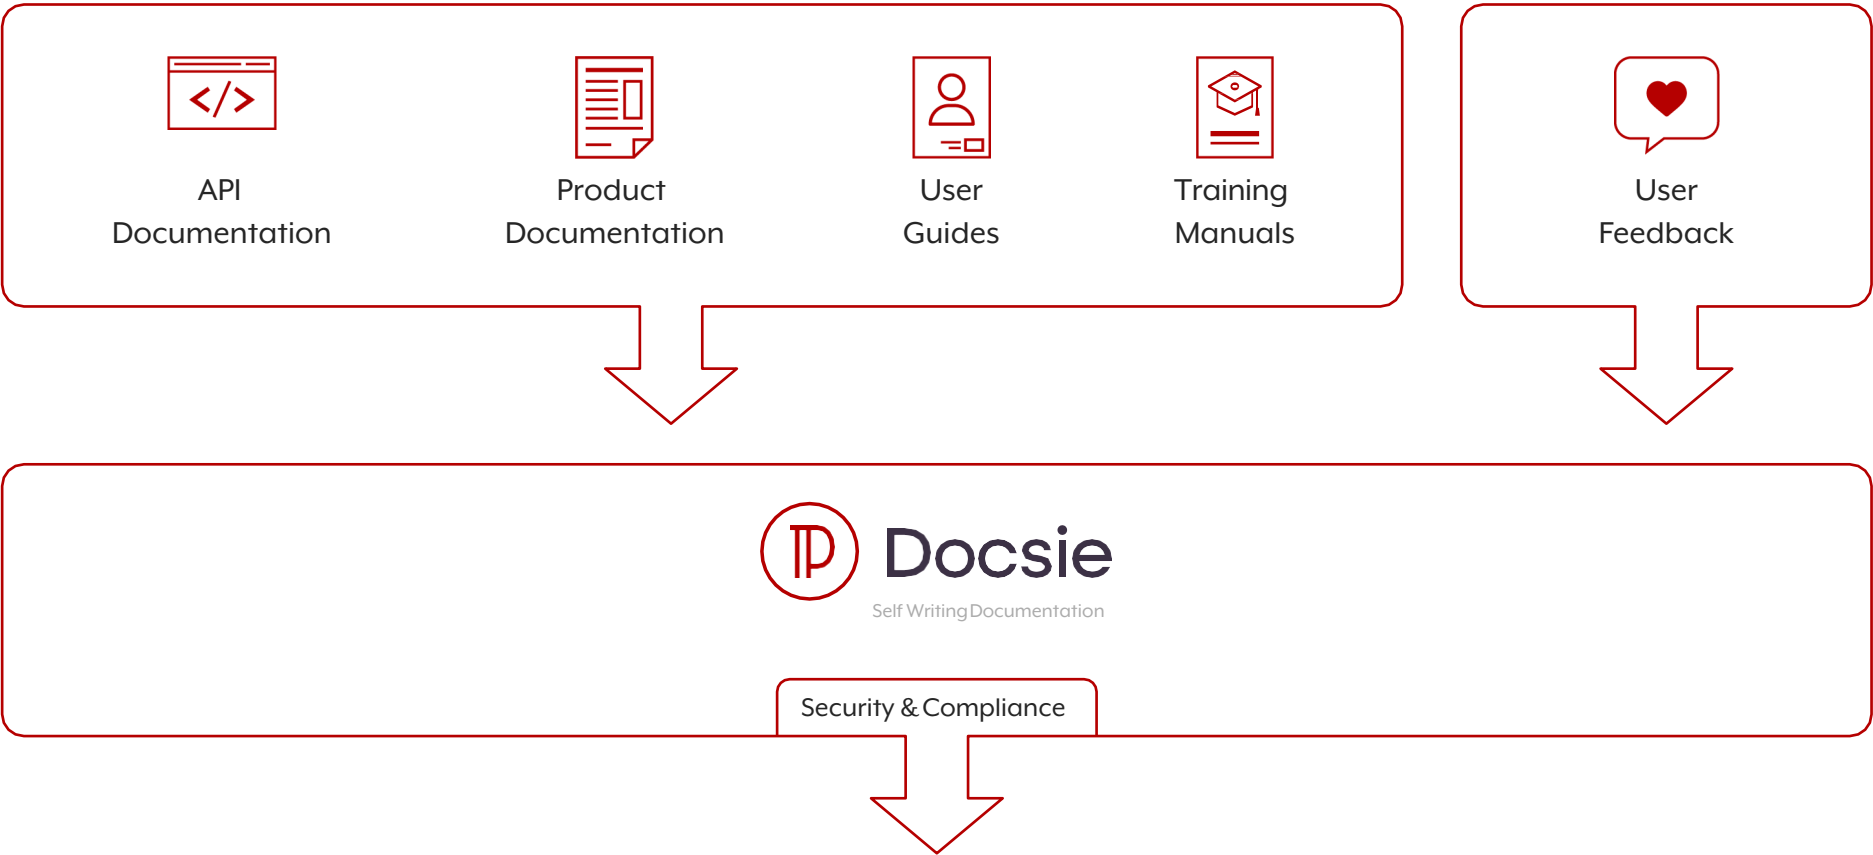 API
Documentation
Product
Documentation
User
Guides
Training
Manuals
User
Feedback
Docsie
Self Writing Documentation
Security & Compliance